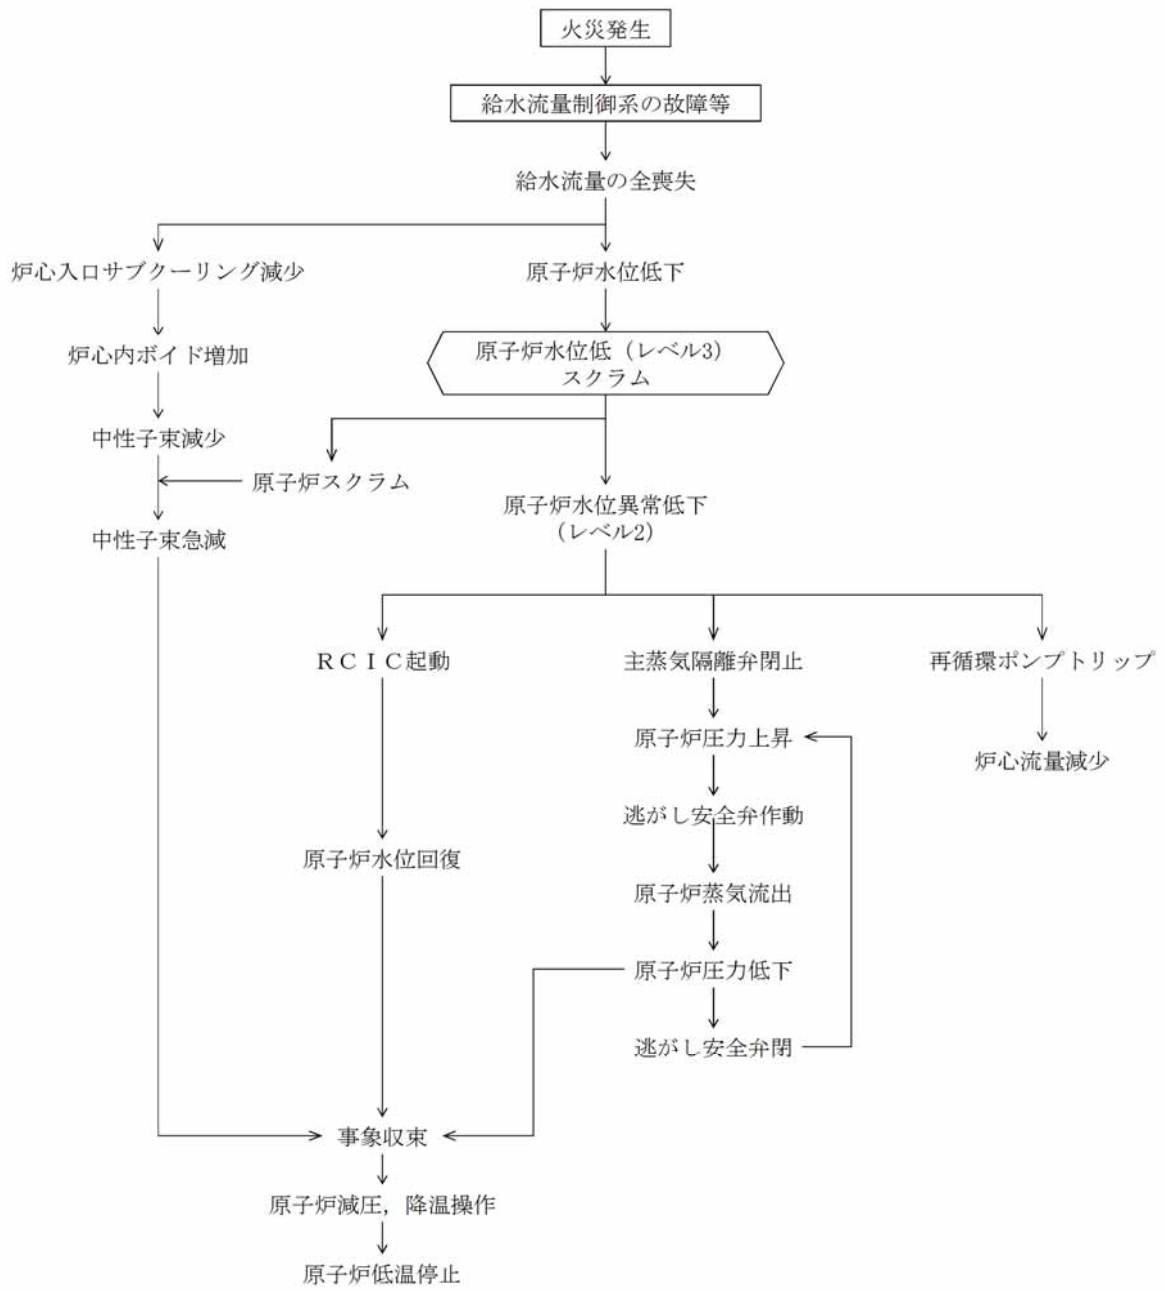 火災発生
給水流量制御系の故障等
給水流量の全喪失
炉心入口サブクーリング減少
原子炉水位低下
炉心内ボイド増加
原子炉水位低（レベル3）
スクラム
中性子束減少
原子炉スクラム
原子炉水位異常低下
（レベル2）
中性子束急減
ＲＣＩＣ起動
主蒸気隔離弁閉止
再循環ポンプトリップ
原子炉圧力上昇
炉心流量減少
逃がし安全弁作動
原子炉水位回復
原子炉蒸気流出
原子炉圧力低下
逃がし安全弁閉
事象収束
原子炉減圧，降温操作
原子炉低温停止